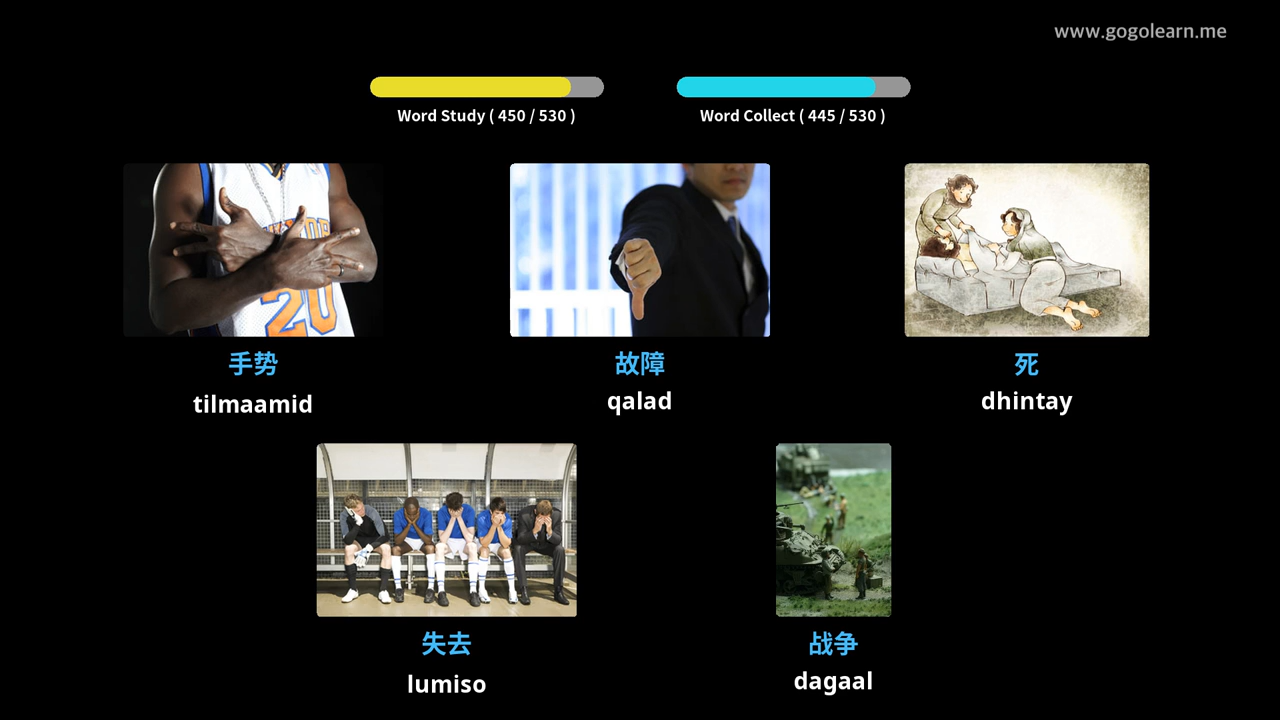 www.gogolearn.me
Word Study ( 450 / 530 )
Word Collect ( 445 / 530 )
手势
故障
死
tilmaamid
qalad
dhintay
失去
战争
lumiso
dagaal
20